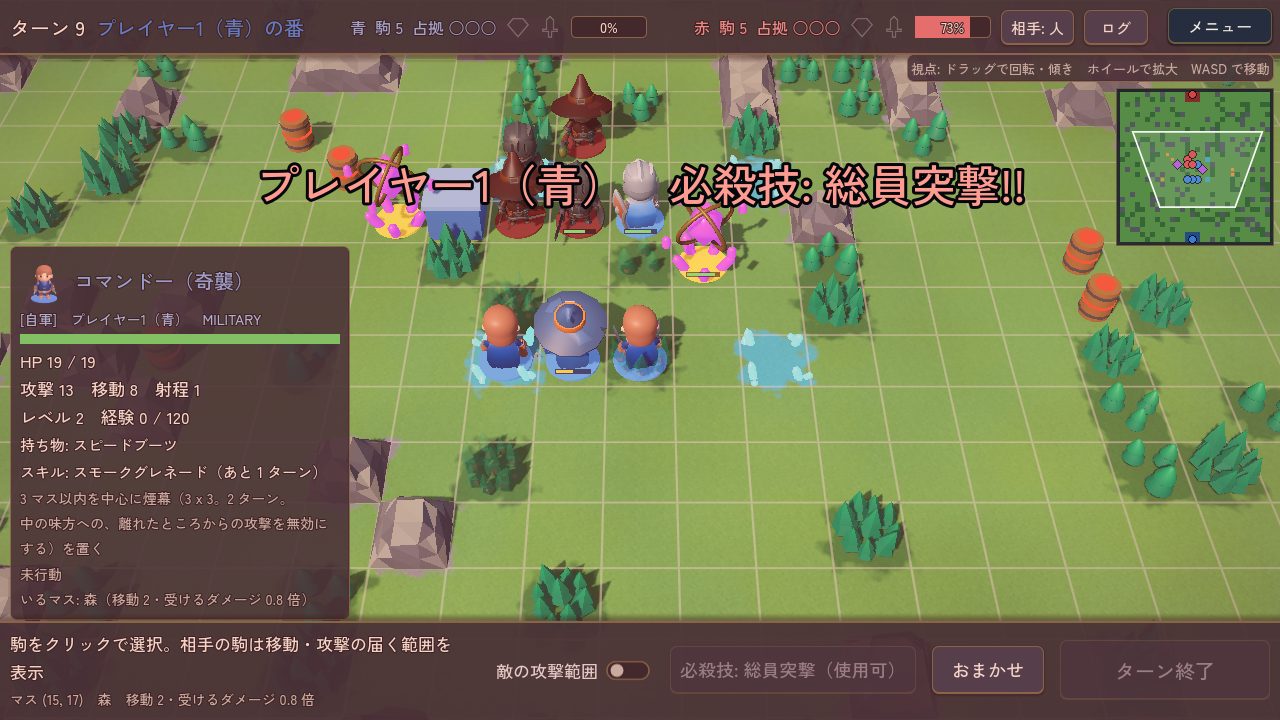 ターン 9 プレイヤー1（青）の番 青 駒 5 占拠 〇〇〇 0% 赤 駒 5 占拠 〇〇〇 73% 相手: 人 ログ メニュー
視点: ドラッグで回転・傾き ホイールで拡大 WASD で移動
プレイヤー1（青） 必殺技: 総員突撃!!
コマンドー（奇襲）
[自軍] プレイヤー1（青） MILITARY
HP 19 / 19
攻撃 13 移動 8 射程 1
レベル 2 経験 0 / 120
持ち物: スピードブーツ
スキル: スモークグレネード（あと 1 ターン）
3 マス以内を中心に煙幕（3 x 3。2 ターン。
中の味方への、離れたところからの攻撃を無効に
する）を置く
未行動
いるマス: 森（移動 2・受けるダメージ 0.8 倍）
駒をクリックで選択。相手の駒は移動・攻撃の届く範囲を
表示
マス (15, 17) 森 移動 2・受けるダメージ 0.8 倍
敵の攻撃範囲 必殺技: 総員突撃（使用可） おまかせ ターン終了